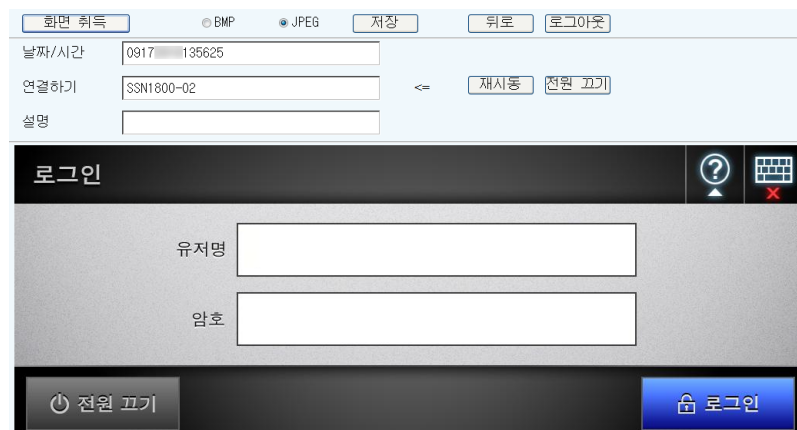 화면 취득 BMP JPEG 저장 뒤로 로그아웃
날짜/시간 0917 135625
연결하기 SSN1800-02 <= 재시동 전원 끄기
설명
로그인 ?
유저명
암호
전원 끄기 로그인